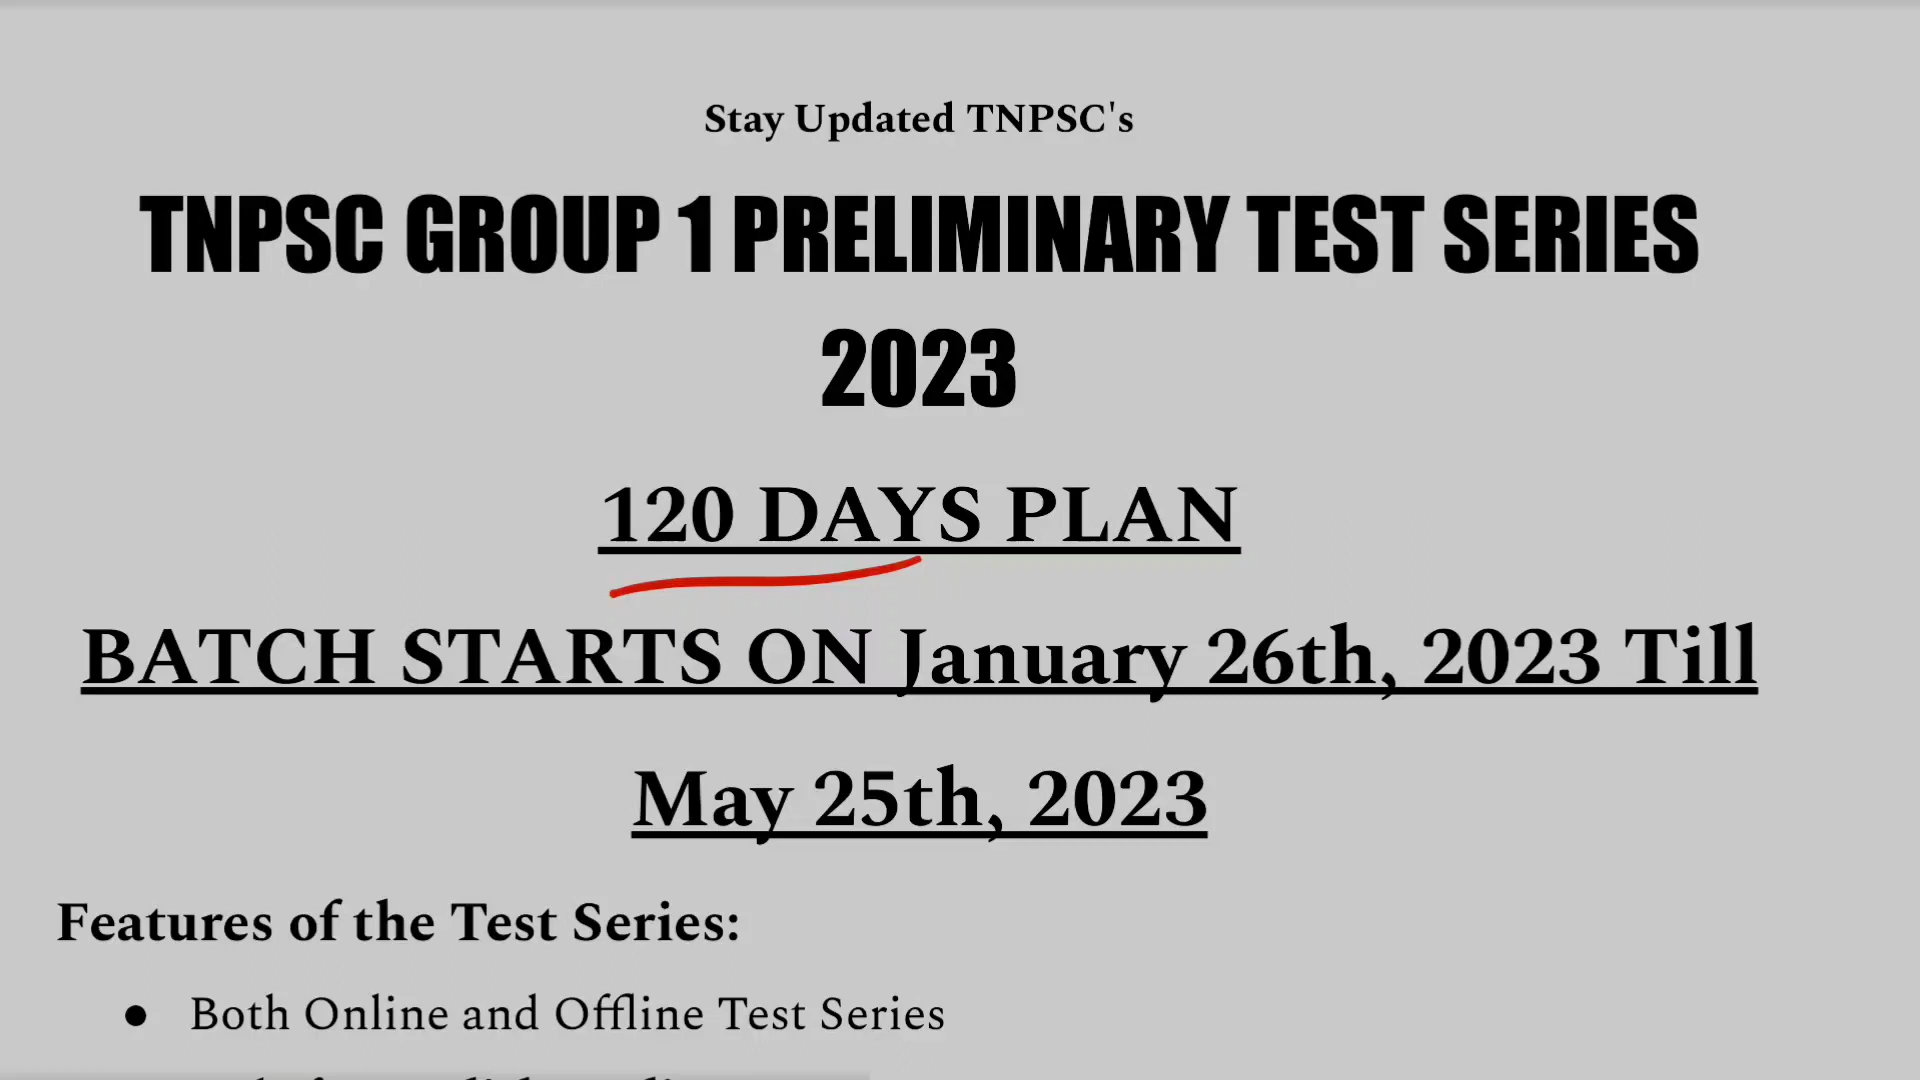 Stay Updated TNPSC's
TNPSC GROUP 1 PRELIMINARY TEST SERIES
2023
120 DAYS PLAN
BATCH STARTS ON January 26th, 2023 Till
May 25th, 2023
Features of the Test Series:
● Both Online and Offline Test Series